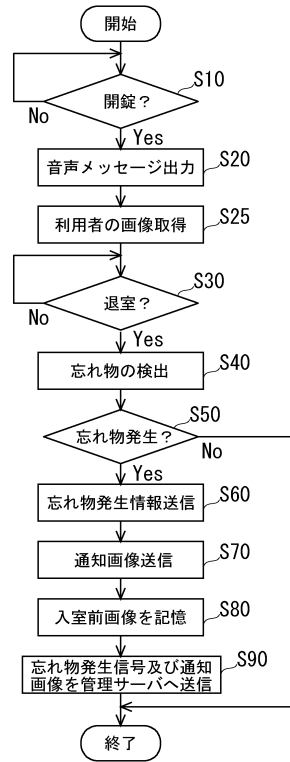 開始
開錠？
S10
No
Yes
音声メッセージ出力
S20
利用者の画像取得
S25
退室？
S30
No
Yes
忘れ物の検出
S40
忘れ物発生？
S50
No
Yes
忘れ物発生情報送信
S60
通知画像送信
S70
入室前画像を記憶
S80
忘れ物発生信号及び通知
画像を管理サーバへ送信
S90
終了